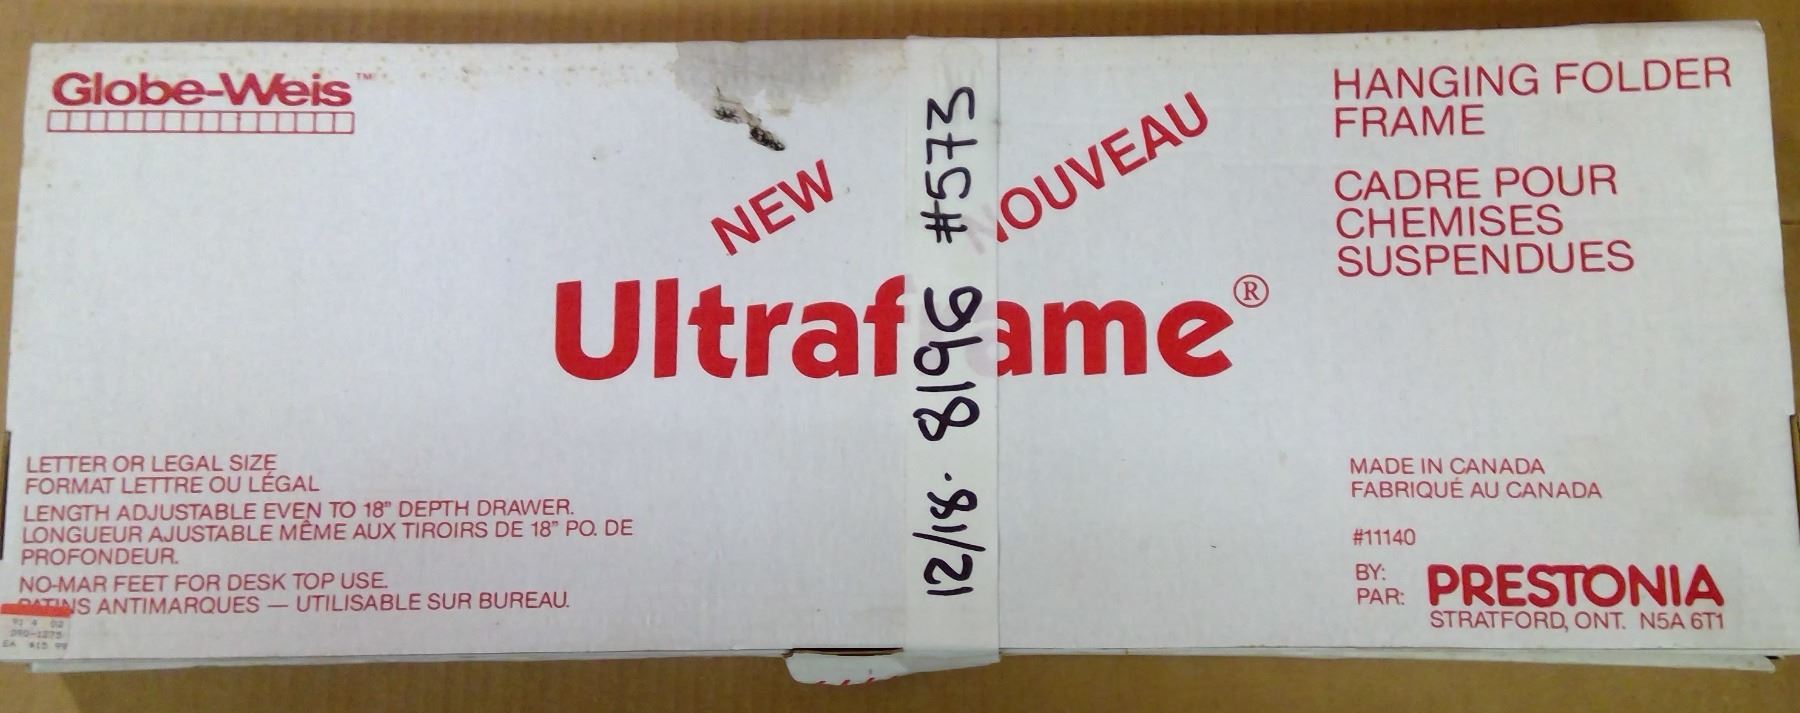 Globe-Weis™
NEW
NOUVEAU
Ultraframe®
HANGING FOLDER
FRAME
CADRE POUR
CHEMISES
SUSPENDUES
12/18. 8196 #573
LETTER OR LEGAL SIZE
FORMAT LETTRE OU LÉGAL
LENGTH ADJUSTABLE EVEN TO 18" DEPTH DRAWER.
LONGUEUR AJUSTABLE MÊME AUX TIROIRS DE 18" PO. DE
PROFONDEUR.
NO-MAR FEET FOR DESK TOP USE.
PATINS ANTIMARQUES — UTILISABLE SUR BUREAU.
EA $15.99
MADE IN CANADA
FABRIQUÉ AU CANADA
#11140
BY:
PAR: PRESTONIA
STRATFORD, ONT. N5A 6T1